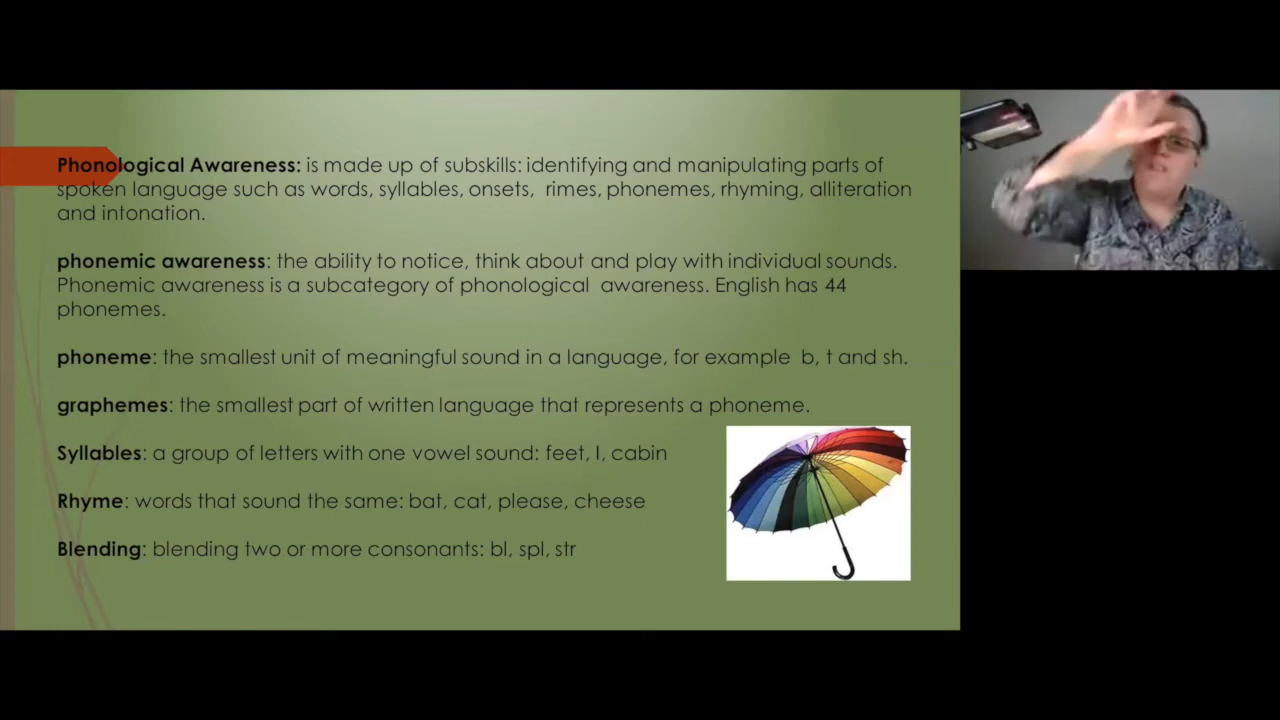 Phonological Awareness: is made up of subskills: identifying and manipulating parts of
spoken language such as words, syllables, onsets, rimes, phonemes, rhyming, alliteration
and intonation.
phonemic awareness: the ability to notice, think about and play with individual sounds.
Phonemic awareness is a subcategory of phonological awareness. English has 44
phonemes.
phoneme: the smallest unit of meaningful sound in a language, for example b, t and sh.
graphemes: the smallest part of written language that represents a phoneme.
Syllables: a group of letters with one vowel sound: feet, I, cabin
Rhyme: words that sound the same: bat, cat, please, cheese
Blending: blending two or more consonants: bl, spl, str